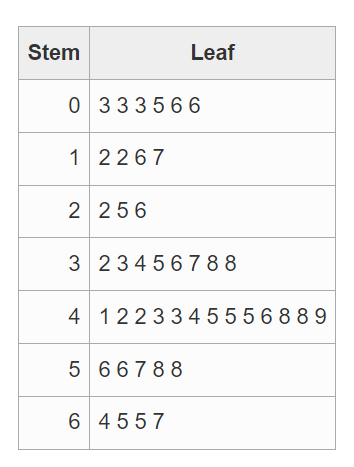 Stem Leaf
0 3 3 3 5 6 6
1 2 2 6 7
2 2 5 6
3 2 3 4 5 6 7 8 8
4 1 2 2 3 3 4 5 5 5 6 8 8 9
5 6 6 7 8 8
6 4 5 5 7